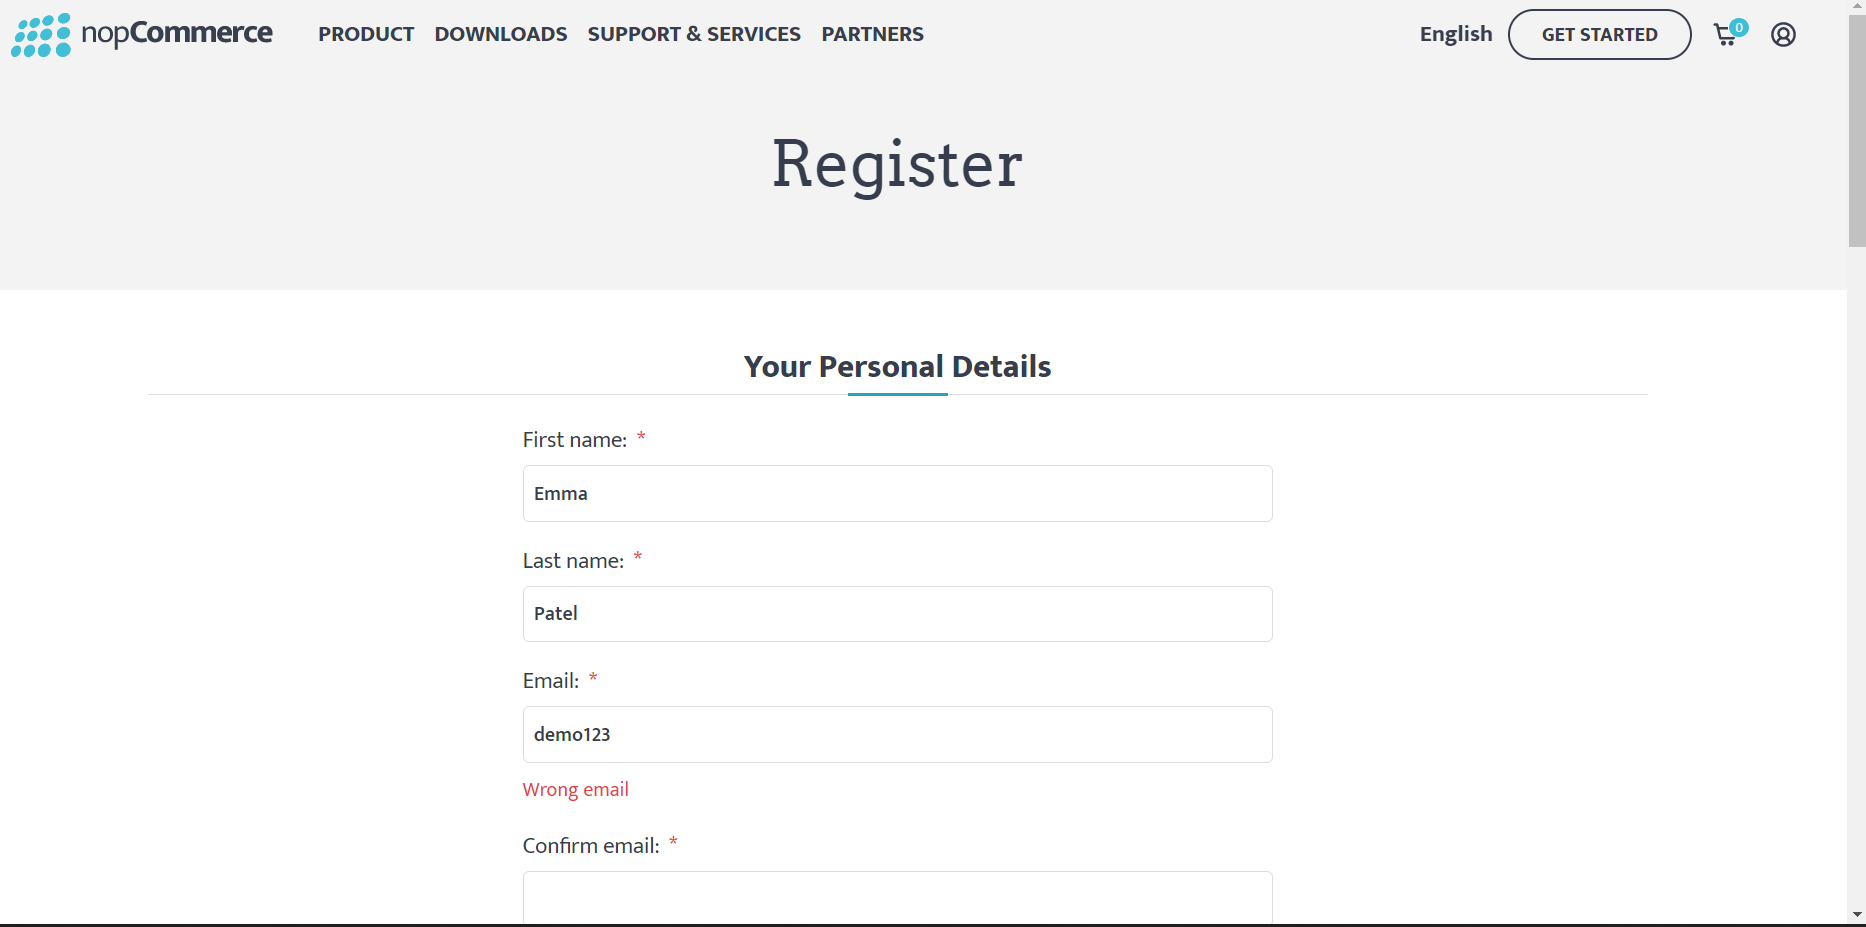 nopCommerce PRODUCT DOWNLOADS SUPPORT & SERVICES PARTNERS English GET STARTED 0
Register
Your Personal Details
First name: *
Emma
Last name: *
Patel
Email: *
demo123
Wrong email
Confirm email: *